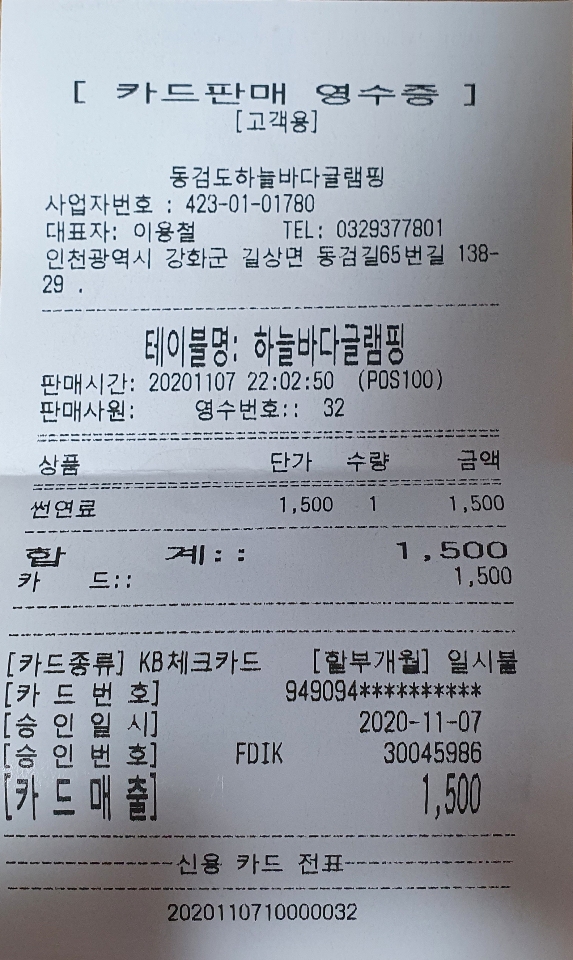 [ 카드판매 영수증 ]
[고객용]
동검도하늘바다글램핑
사업자번호 : 423-01-01780
대표자: 이용철 TEL: 0329377801
인천광역시 강화군 길상면 동검길65번길 138-
29 .
테이블명: 하늘바다글램핑
판매시간: 20201107 22:02:50 (POS100)
판매사원: 영수번호:: 32
상품 단가 수량 금액
썬연료 1,500 1 1,500
합 계:: 1,500
카 드:: 1,500
[카드종류] KB체크카드 [할부개월] 일시불
[카 드 번 호] 949094**********
[승 인 일 시] 2020-11-07
[승 인 번 호] FDIK 30045986
[카 드 매 출] 1,500
신용 카드 전표
2020110710000032